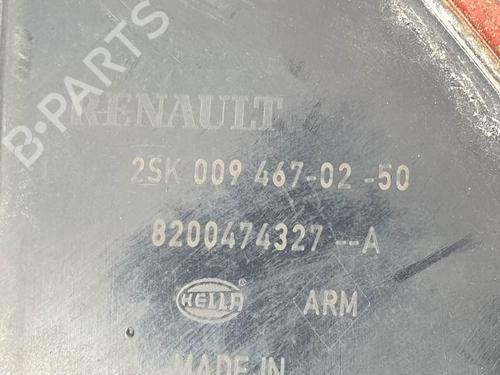 B-PARTS
RENAULT
2SK 009 467-02-50
8200474327--A
HELLA
ARM
MADE IN